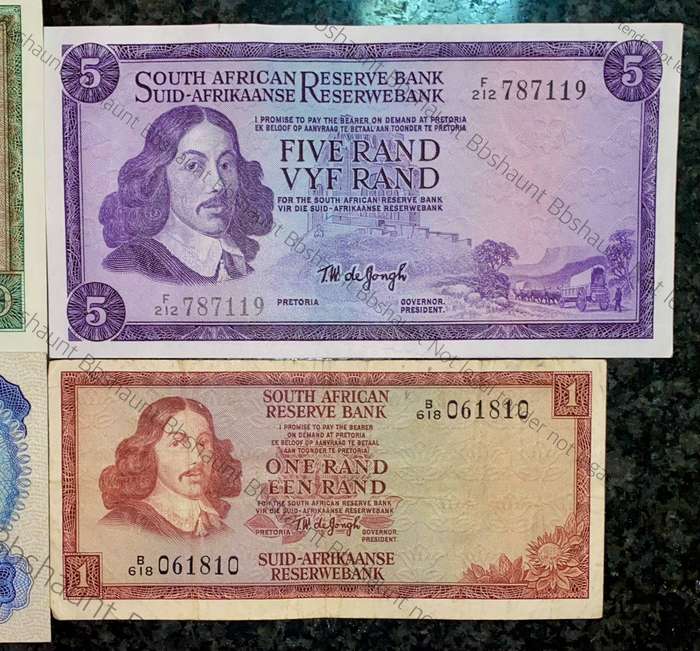 5
5
SOUTH AFRICAN RESERVE BANK
SUID-AFRIKAANSE RESERWEBANK
F/212 787119
I PROMISE TO PAY THE BEARER ON DEMAND AT PRETORIA
EK BELOOF OP AANVRAAG TE BETAAL AAN TOONDER TE PRETORIA
FIVE RAND
VYF RAND
FOR THE SOUTH AFRICAN RESERVE BANK
VIR DIE SUID-AFRIKAANSE RESERWEBANK
T.W. de Jongh
F/212 787119
PRETORIA
GOVERNOR.
PRESIDENT.
5
SOUTH AFRICAN
RESERVE BANK
B/618 061810
1
I PROMISE TO PAY THE BEARER
ON DEMAND AT PRETORIA
EK BELOOF OP AANVRAAG TE BETAAL
AAN TOONDER TE PRETORIA
ONE RAND
EEN RAND
FOR THE SOUTH AFRICAN RESERVE BANK
VIR DIE SUID-AFRIKAANSE RESERWEBANK
T.W. de Jongh
PRETORIA
GOVERNOR.
PRESIDENT.
B/618 061810
1
SUID-AFRIKAANSE
RESERWEBANK
Bbshaunt Bbshaunt Bbshaunt